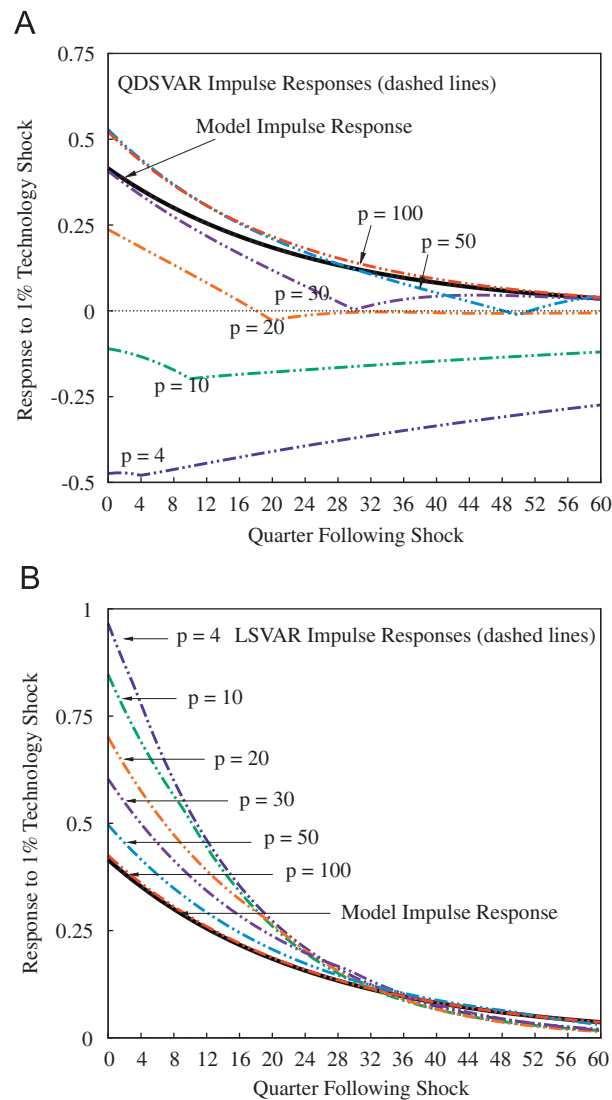 A
0.75
QDSVAR Impulse Responses (dashed lines)
Model Impulse Response
0.5
p = 100
0.25
p = 50
p = 30
0
p = 20
p = 10
-0.25
p = 4
-0.5
0 4 8 12 16 20 24 28 32 36 40 44 48 52 56 60
Quarter Following Shock
Response to 1% Technology Shock
B
1
p = 4 LSVAR Impulse Responses (dashed lines)
p = 10
0.75
p = 20
p = 30
0.5
p = 50
p = 100
Model Impulse Response
0.25
0
0 4 8 12 16 20 24 28 32 36 40 44 48 52 56 60
Quarter Following Shock
Response to 1% Technology Shock